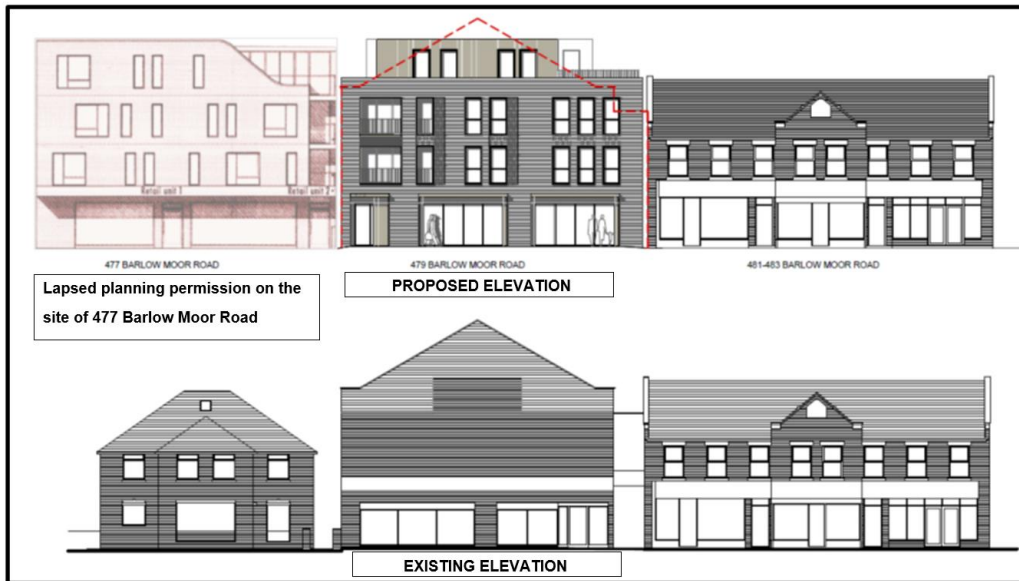 Retail unit 1
Retail unit 2
477 BARLOW MOOR ROAD
479 BARLOW MOOR ROAD
481-483 BARLOW MOOR ROAD
Lapsed planning permission on the
site of 477 Barlow Moor Road
PROPOSED ELEVATION
EXISTING ELEVATION